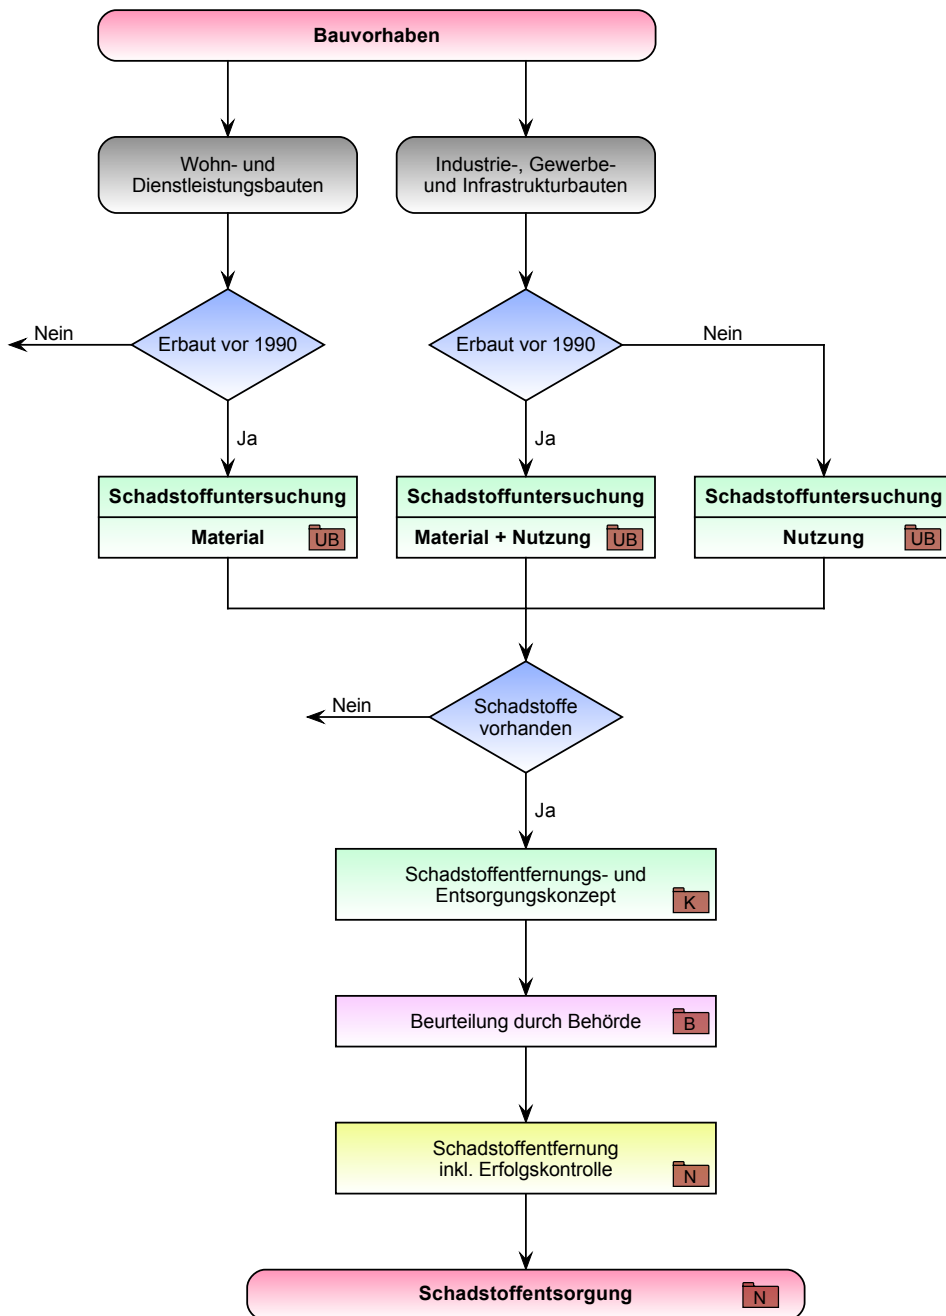 Bauvorhaben
Wohn- und
Dienstleistungsbauten
Industrie-, Gewerbe-
und Infrastrukturbauten
Nein
Erbaut vor 1990
Erbaut vor 1990
Nein
Ja
Ja
Schadstoffuntersuchung
Material
UB
Schadstoffuntersuchung
Material + Nutzung
UB
Schadstoffuntersuchung
Nutzung
UB
Nein
Schadstoffe
vorhanden
Ja
Schadstoffentfernungs- und
Entsorgungskonzept
K
Beurteilung durch Behörde
B
Schadstoffentfernung
inkl. Erfolgskontrolle
N
Schadstoffentsorgung
N